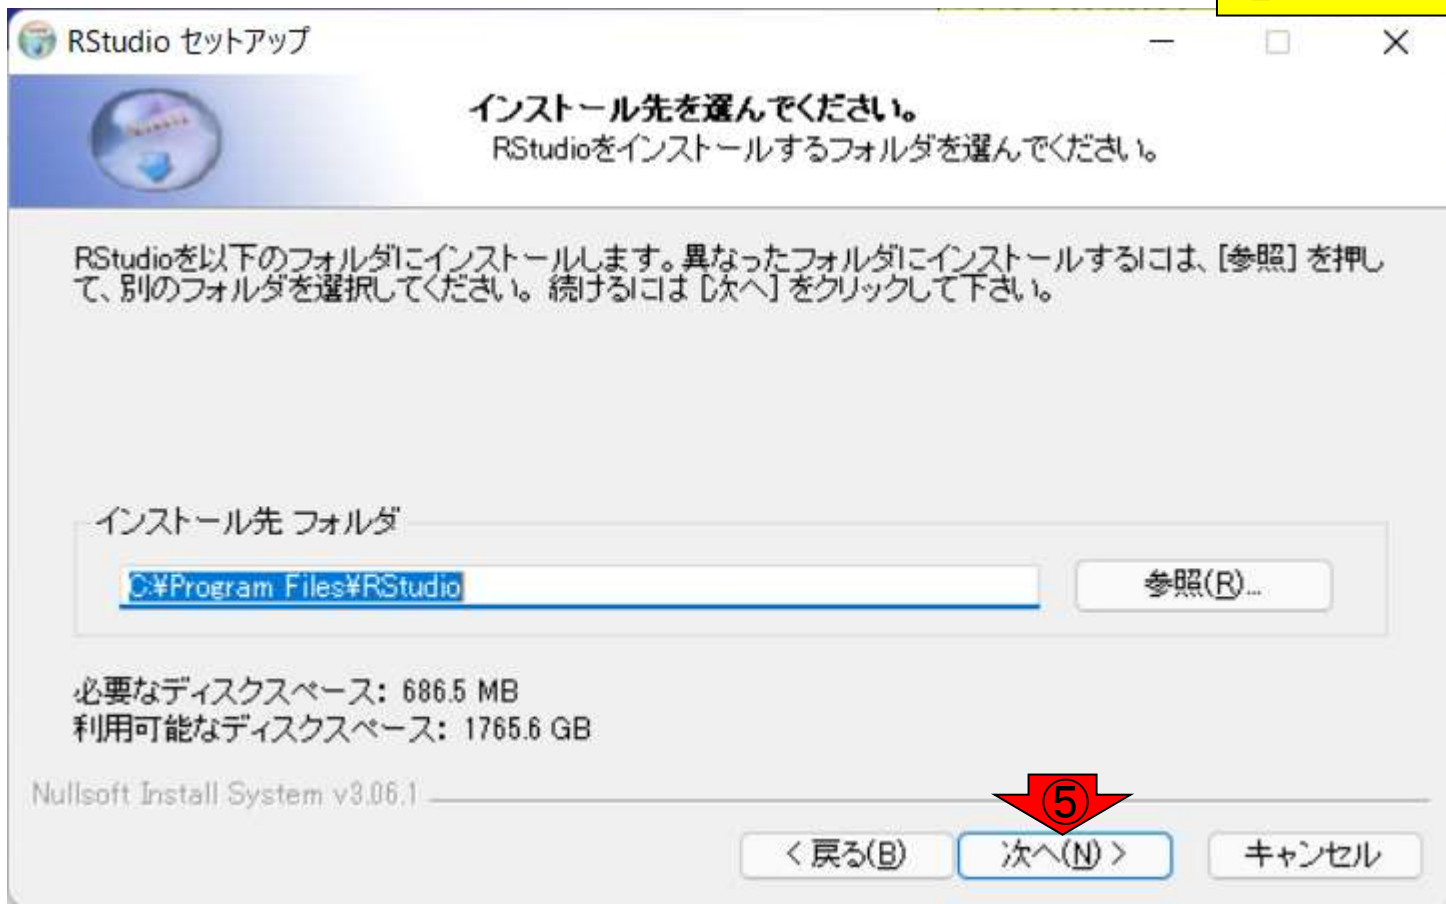 RStudio セットアップ
インストール先を選んでください。
RStudioをインストールするフォルダを選んでください。
RStudioを以下のフォルダにインストールします。異なったフォルダにインストールするには、[参照] を押し
て、別のフォルダを選択してください。 続けるには [次へ] をクリックして下さい。
インストール先 フォルダ
C:¥Program Files¥RStudio
参照(R)...
必要なディスクスペース: 686.5 MB
利用可能なディスクスペース: 1765.6 GB
Nullsoft Install System v3.06.1
⑤
< 戻る(B)
次へ(N) >
キャンセル